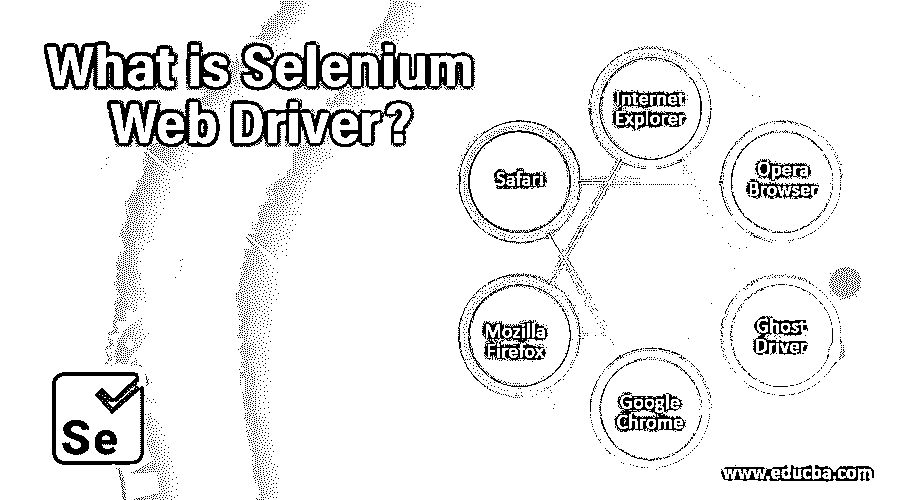 What is Selenium
Web Driver?
Internet
Explorer
Safari
Opera
Browser
Mozilla
Firefox
Ghost
Driver
Google
Chrome
Se
www.educba.com